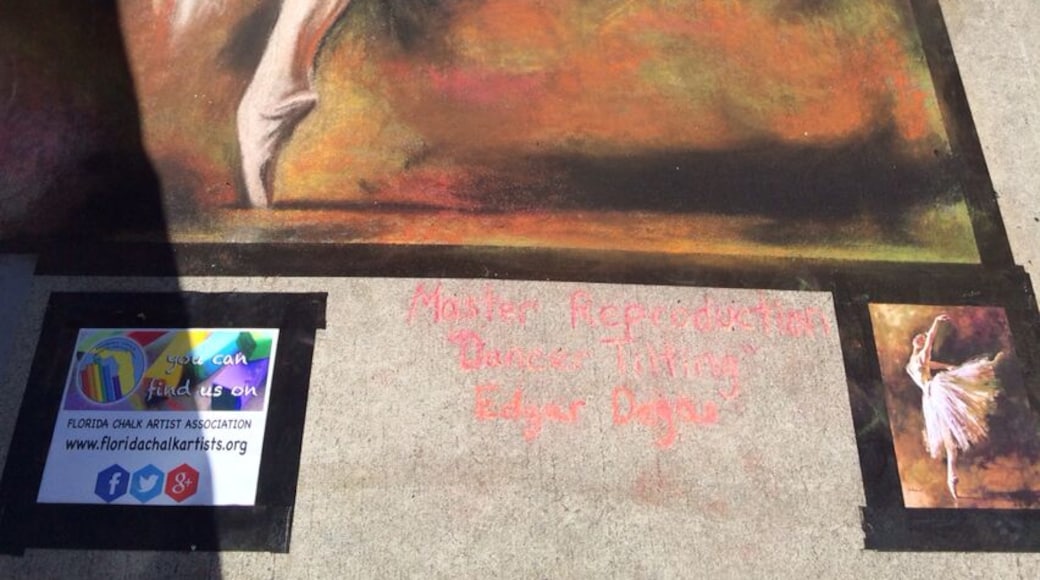 you can
find us on
FLORIDA CHALK ARTIST ASSOCIATION
www.floridachalkartists.org
f
g+
Master Reproduction
"Dancer Tilting"
Edgar Degas